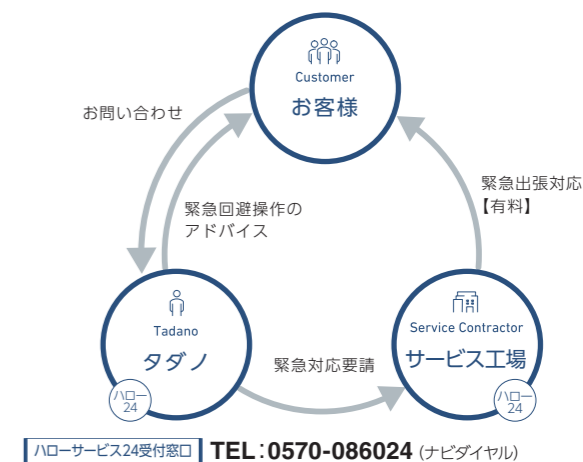 Customer
お客様
お問い合わせ
緊急回避操作の
アドバイス
緊急出張対応
【有料】
Tadano
タダノ
ハロー
24
緊急対応要請
Service Contractor
サービス工場
ハロー
24
ハローサービス24受付窓口 TEL:0570-086024 (ナビダイヤル)